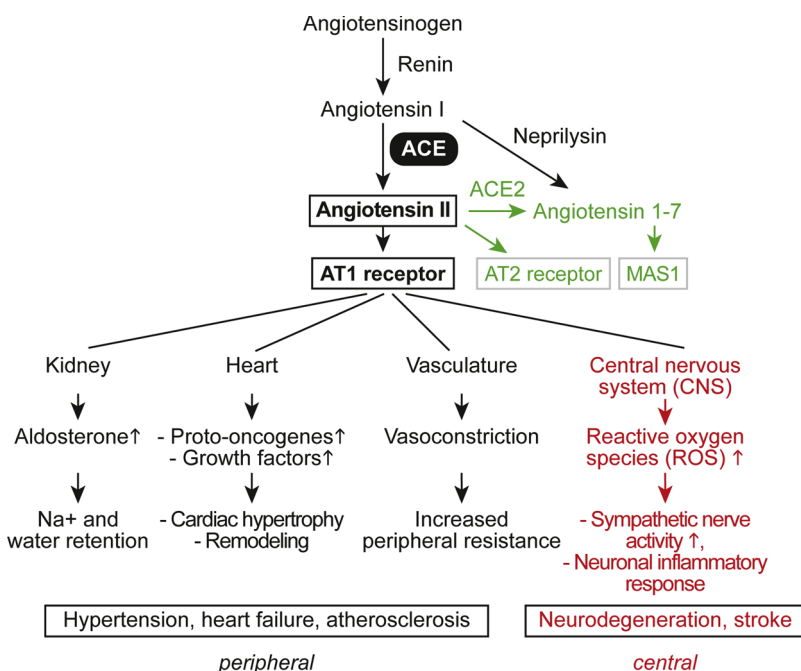 Angiotensinogen
Renin
Angiotensin I
Neprilysin
ACE
ACE2
Angiotensin II
Angiotensin 1-7
AT1 receptor
AT2 receptor
MAS1
Kidney
Heart
Vasculature
Central nervous
system (CNS)
Aldosterone↑
- Proto-oncogenes↑
- Growth factors↑
Vasoconstriction
Reactive oxygen
species (ROS) ↑
Na+ and
water retention
- Cardiac hypertrophy
- Remodeling
Increased
peripheral resistance
- Sympathetic nerve
activity ↑,
- Neuronal inflammatory
response
Hypertension, heart failure, atherosclerosis
Neurodegeneration, stroke
peripheral
central